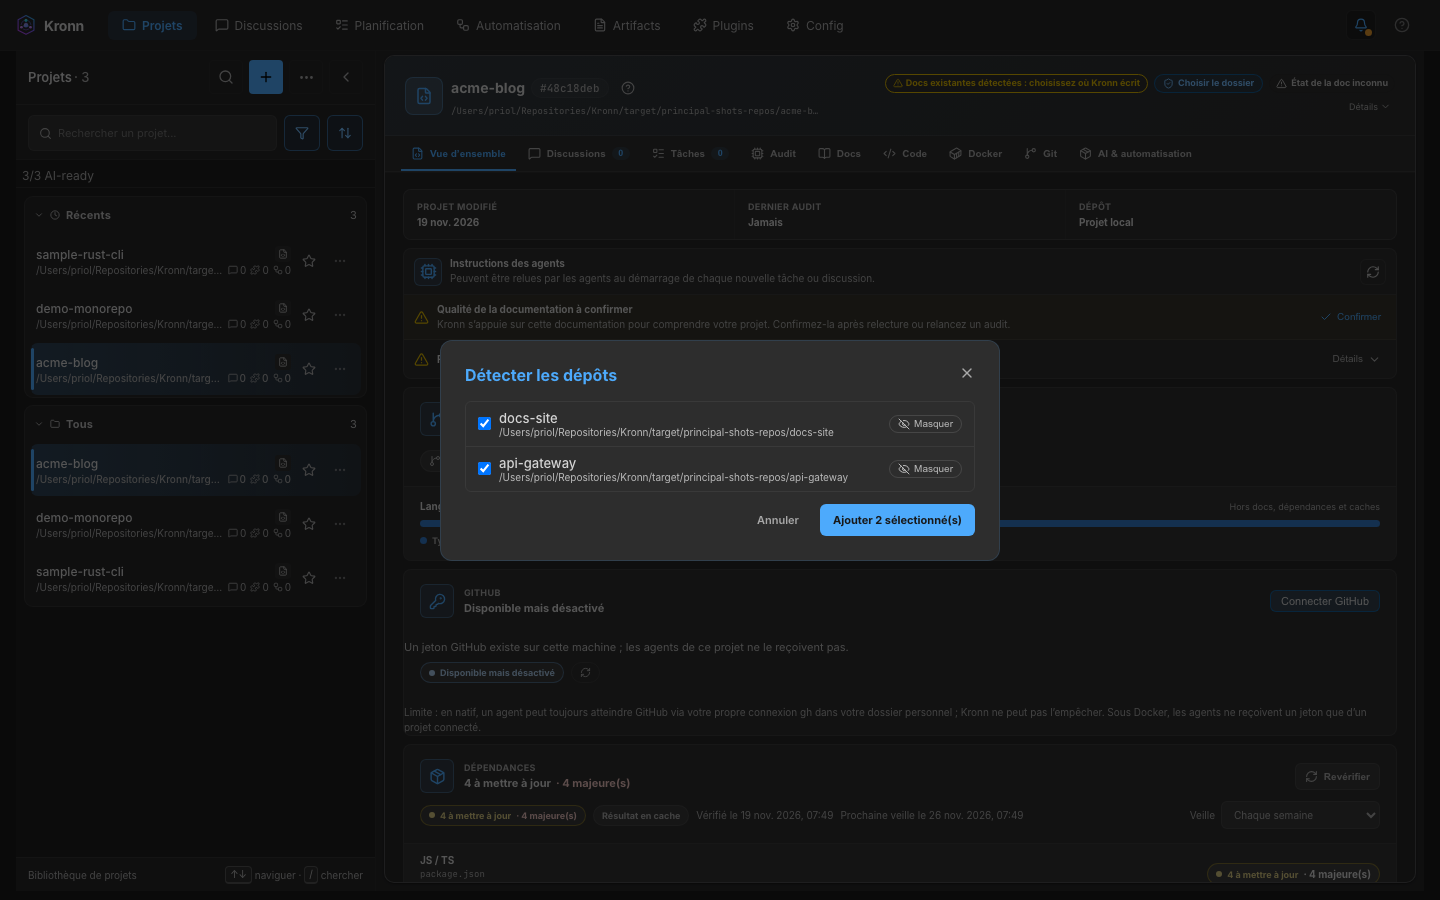 Kronn
Projets
Discussions
Planification
Automatisation
Artifacts
Plugins
Config
Projets · 3
Rechercher un projet...
3/3 AI-ready
Récents
3
sample-rust-cli
/Users/priol/Repositories/Kronn/targe... 0 0 0
demo-monorepo
/Users/priol/Repositories/Kronn/targe... 0 0 0
acme-blog
/Users/priol/Repositories/Kronn/targ... 0 0 0
Tous
3
acme-blog
/Users/priol/Repositories/Kronn/targ... 0 0 0
demo-monorepo
/Users/priol/Repositories/Kronn/targe... 0 0 0
sample-rust-cli
/Users/priol/Repositories/Kronn/targe... 0 0 0
Bibliothèque de projets
↑↓ naviguer · / chercher
acme-blog #48c18deb
/Users/priol/Repositories/Kronn/target/principal-shots-repos/acme-b…
Docs existantes détectées : choisissez où Kronn écrit
Choisir le dossier
État de la doc inconnu
Détails
Vue d'ensemble
Discussions 0
Tâches 0
Audit
Docs
Code
Docker
Git
AI & automatisation
PROJET MODIFIÉ
19 nov. 2026
DERNIER AUDIT
Jamais
DÉPÔT
Projet local
Instructions des agents
Peuvent être relues par les agents au démarrage de chaque nouvelle tâche ou discussion.
Qualité de la documentation à confirmer
Kronn s'appuie sur cette documentation pour comprendre votre projet. Confirmez-la après relecture ou relancez un audit.
Confirmer
Détails
Détecter les dépôts
docs-site
/Users/priol/Repositories/Kronn/target/principal-shots-repos/docs-site
Masquer
api-gateway
/Users/priol/Repositories/Kronn/target/principal-shots-repos/api-gateway
Masquer
Annuler
Ajouter 2 sélectionné(s)
Hors docs, dépendances et caches
GITHUB
Disponible mais désactivé
Connecter GitHub
Un jeton GitHub existe sur cette machine ; les agents de ce projet ne le reçoivent pas.
Disponible mais désactivé
Limite : en natif, un agent peut toujours atteindre GitHub via votre propre connexion gh dans votre dossier personnel ; Kronn ne peut pas l'empêcher. Sous Docker, les agents ne reçoivent un jeton que d'un
projet connecté.
DÉPENDANCES
4 à mettre à jour · 4 majeure(s)
Revérifier
4 à mettre à jour · 4 majeure(s)
Résultat en cache
Vérifié le 19 nov. 2026, 07:49
Prochaine veille le 26 nov. 2026, 07:49
Veille
Chaque semaine
JS / TS
package.json
4 à mettre à jour · 4 majeure(s)